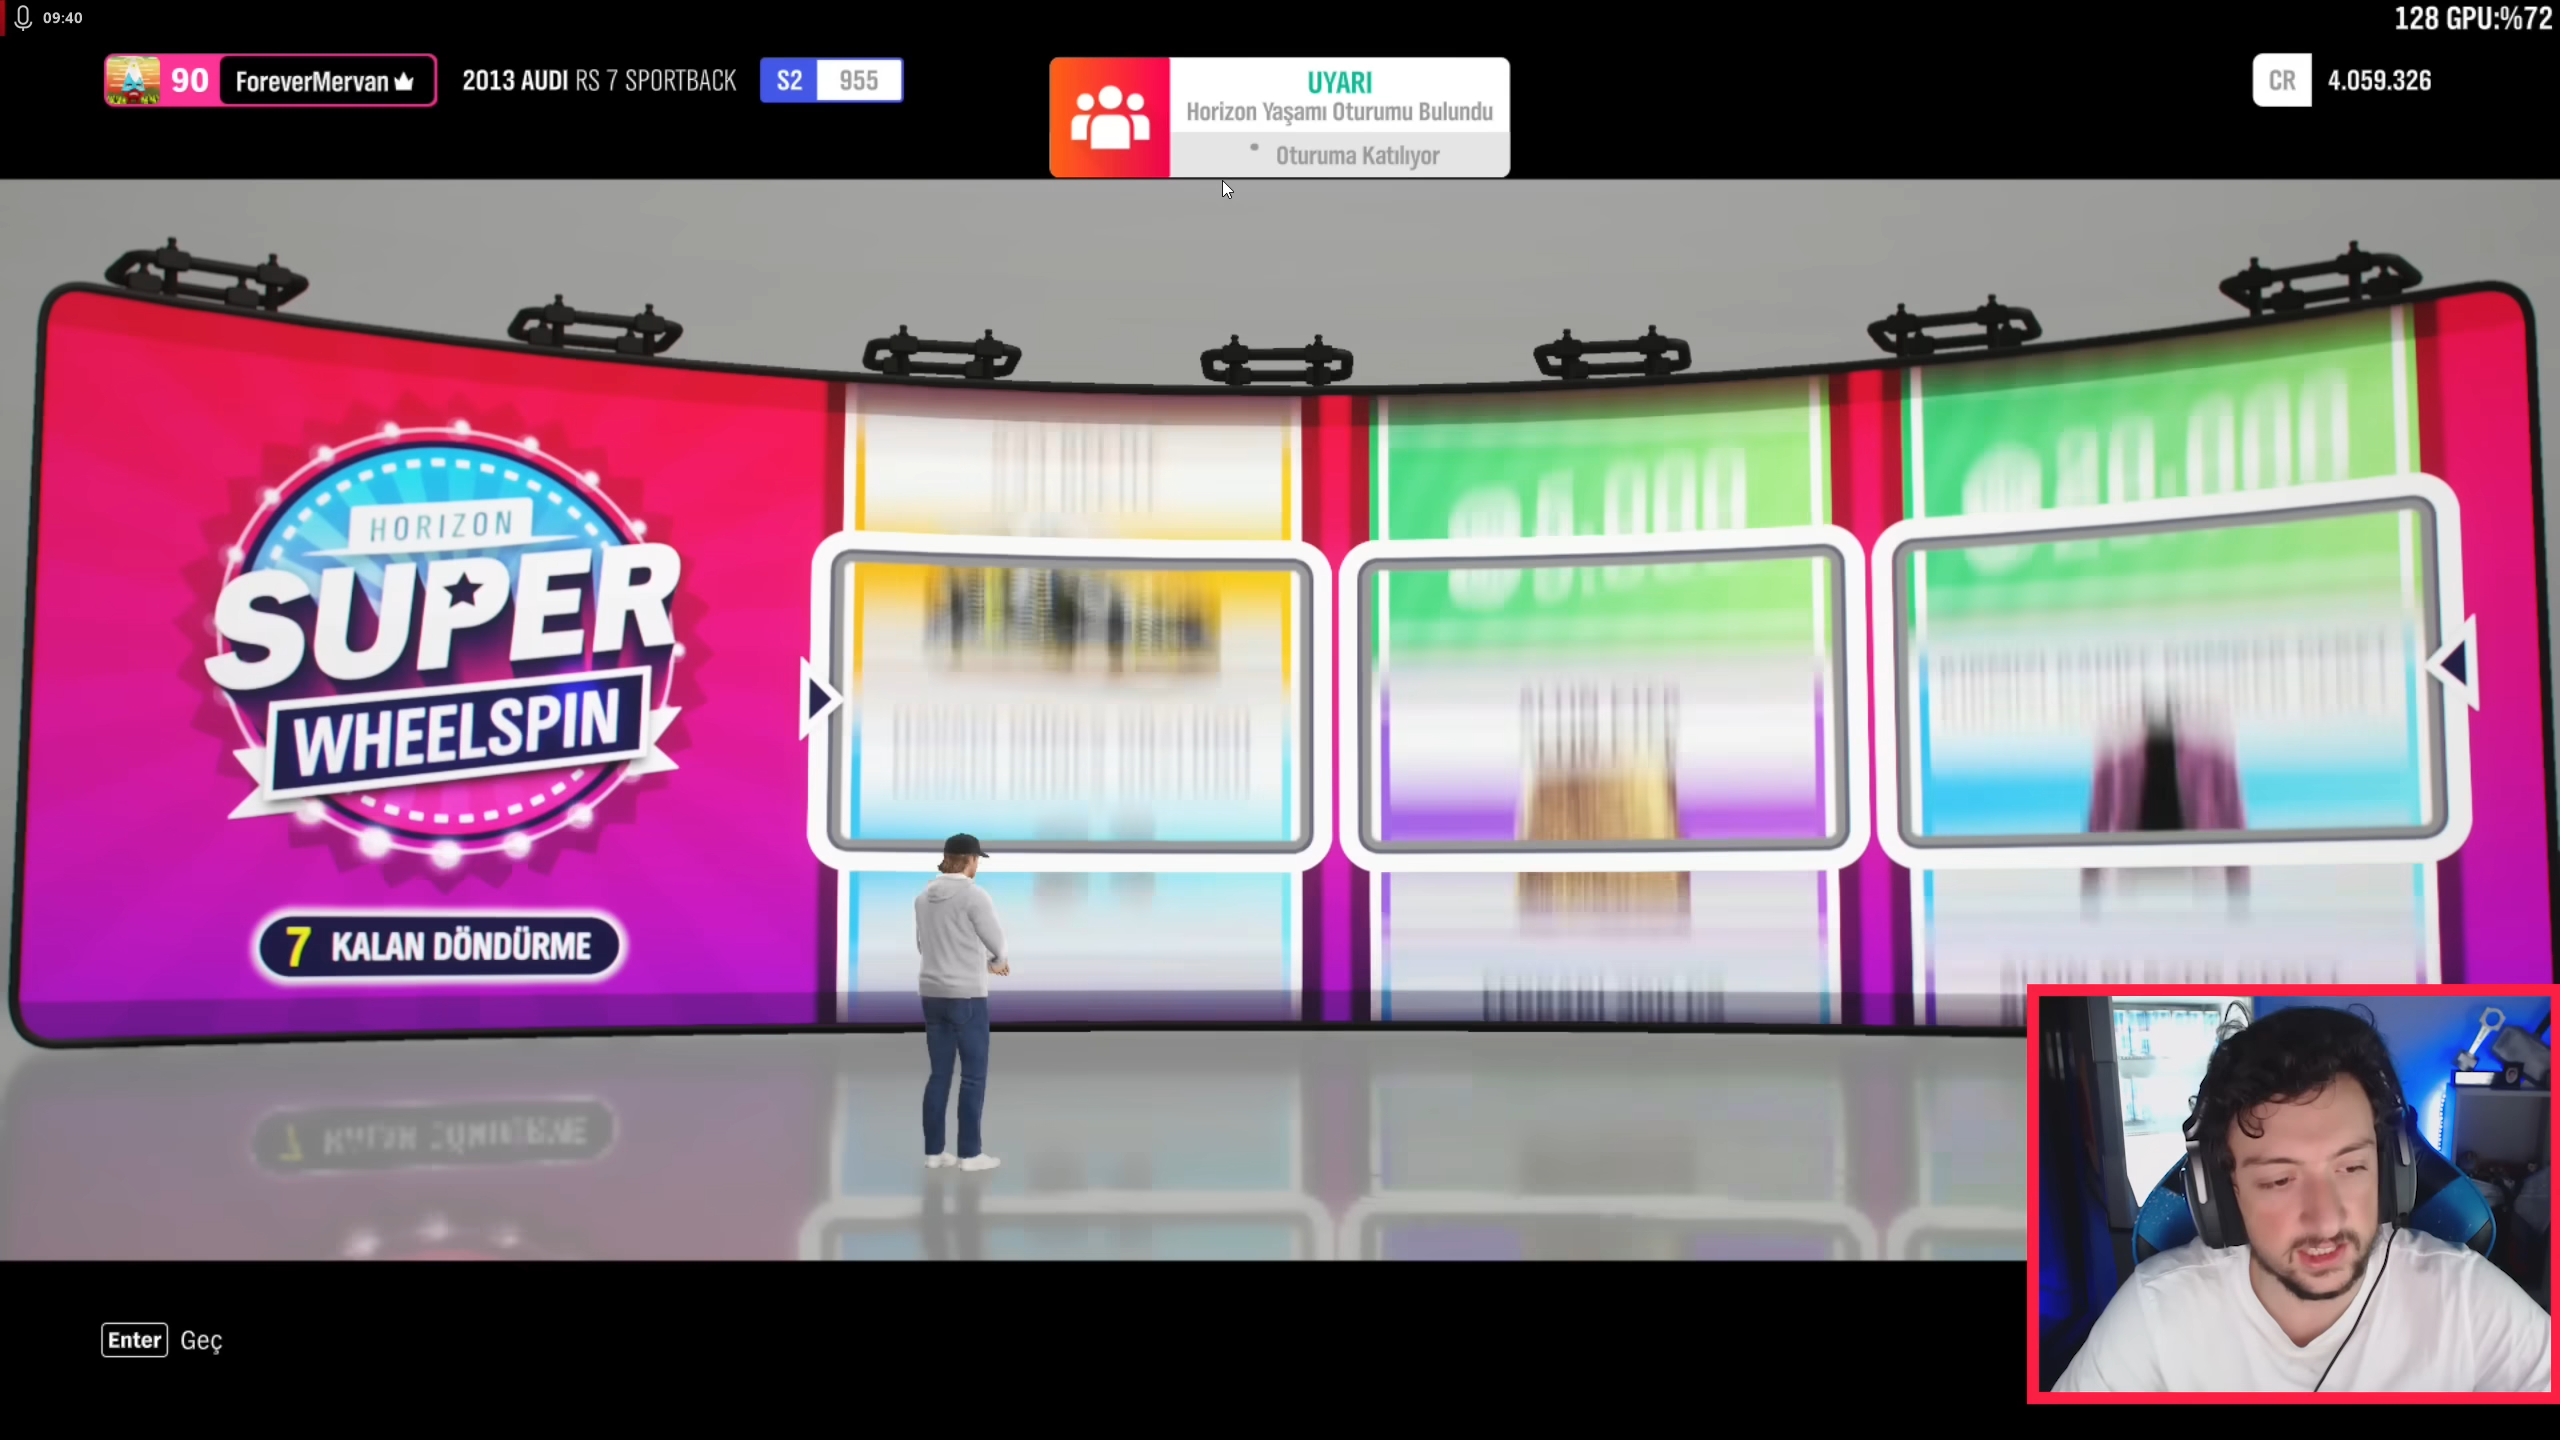 09:40
128 GPU:%72
90 ForeverMervan
2013 AUDI RS 7 SPORTBACK
S2 955
UYARI
Horizon Yaşamı Oturumu Bulundu
Oturuma Katılıyor
CR 4.059.326
HORIZON
SUPER
WHEELSPIN
7 KALAN DÖNDÜRME
Enter Geç